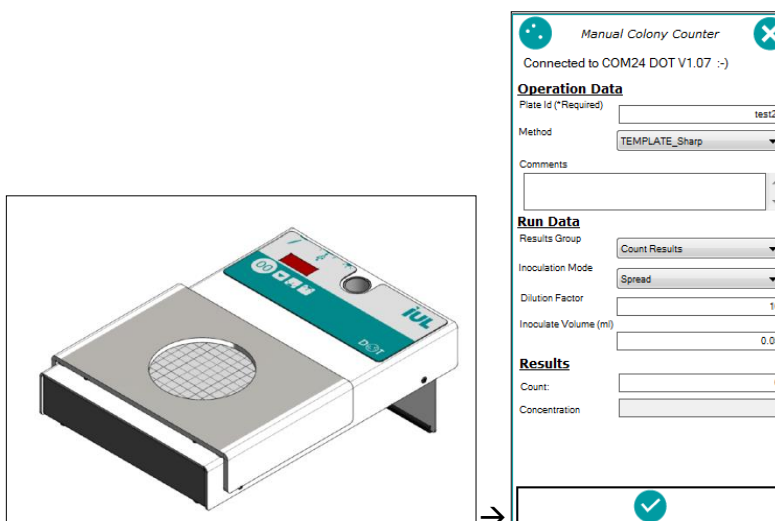 iUL
DOT
→
Manual Colony Counter
Connected to COM24 DOT V1.07 :-)
Operation Data
Plate Id (*Required)
test2
Method
TEMPLATE_Sharp
Comments
Run Data
Results Group
Count Results
Inoculation Mode
Spread
Dilution Factor
Inoculate Volume (ml)
Results
Count:
Concentration